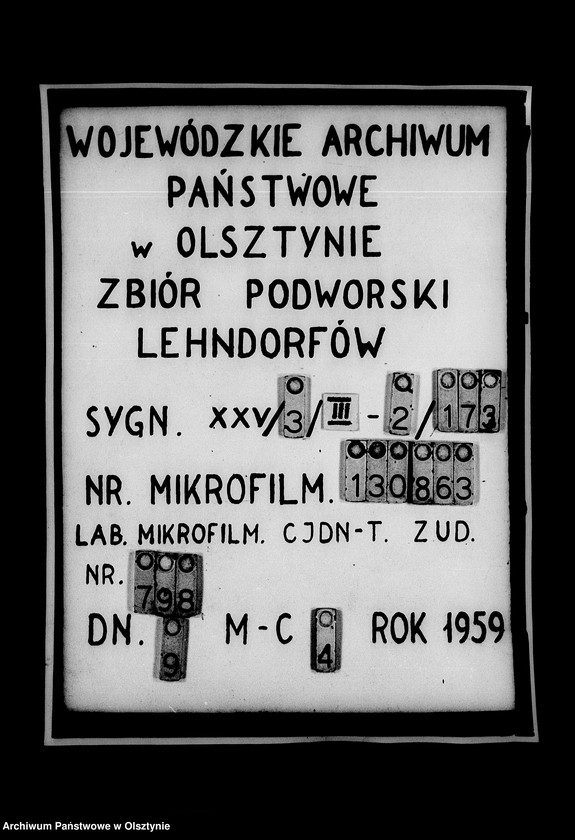 WOJEWÓDZKIE ARCHIWUM
PAŃSTWOWE
w OLSZTYNIE
ZBIÓR PODWORSKI
LEHNDORFÓW
SYGN. XXV/3/III-2/173
NR. MIKROFILM. 130863
LAB. MIKROFILM. CJDN-T. ZUD.
NR. 798
DN. 9 M-C 4 ROK 1959
Archiwum Państwowe w Olsztynie